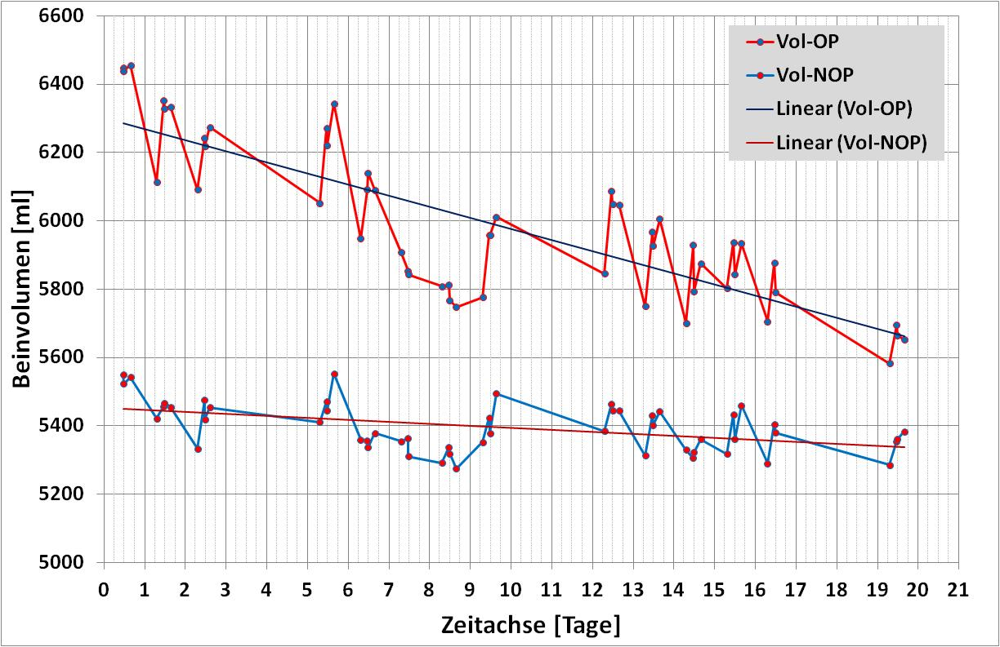 6600
6400
6200
6000
5800
5600
5400
5200
5000
Beinvolumen [ml]
Vol-OP
Vol-NOP
Linear (Vol-OP)
Linear (Vol-NOP)
0 1 2 3 4 5 6 7 8 9 10 11 12 13 14 15 16 17 18 19 20 21
Zeitachse [Tage]